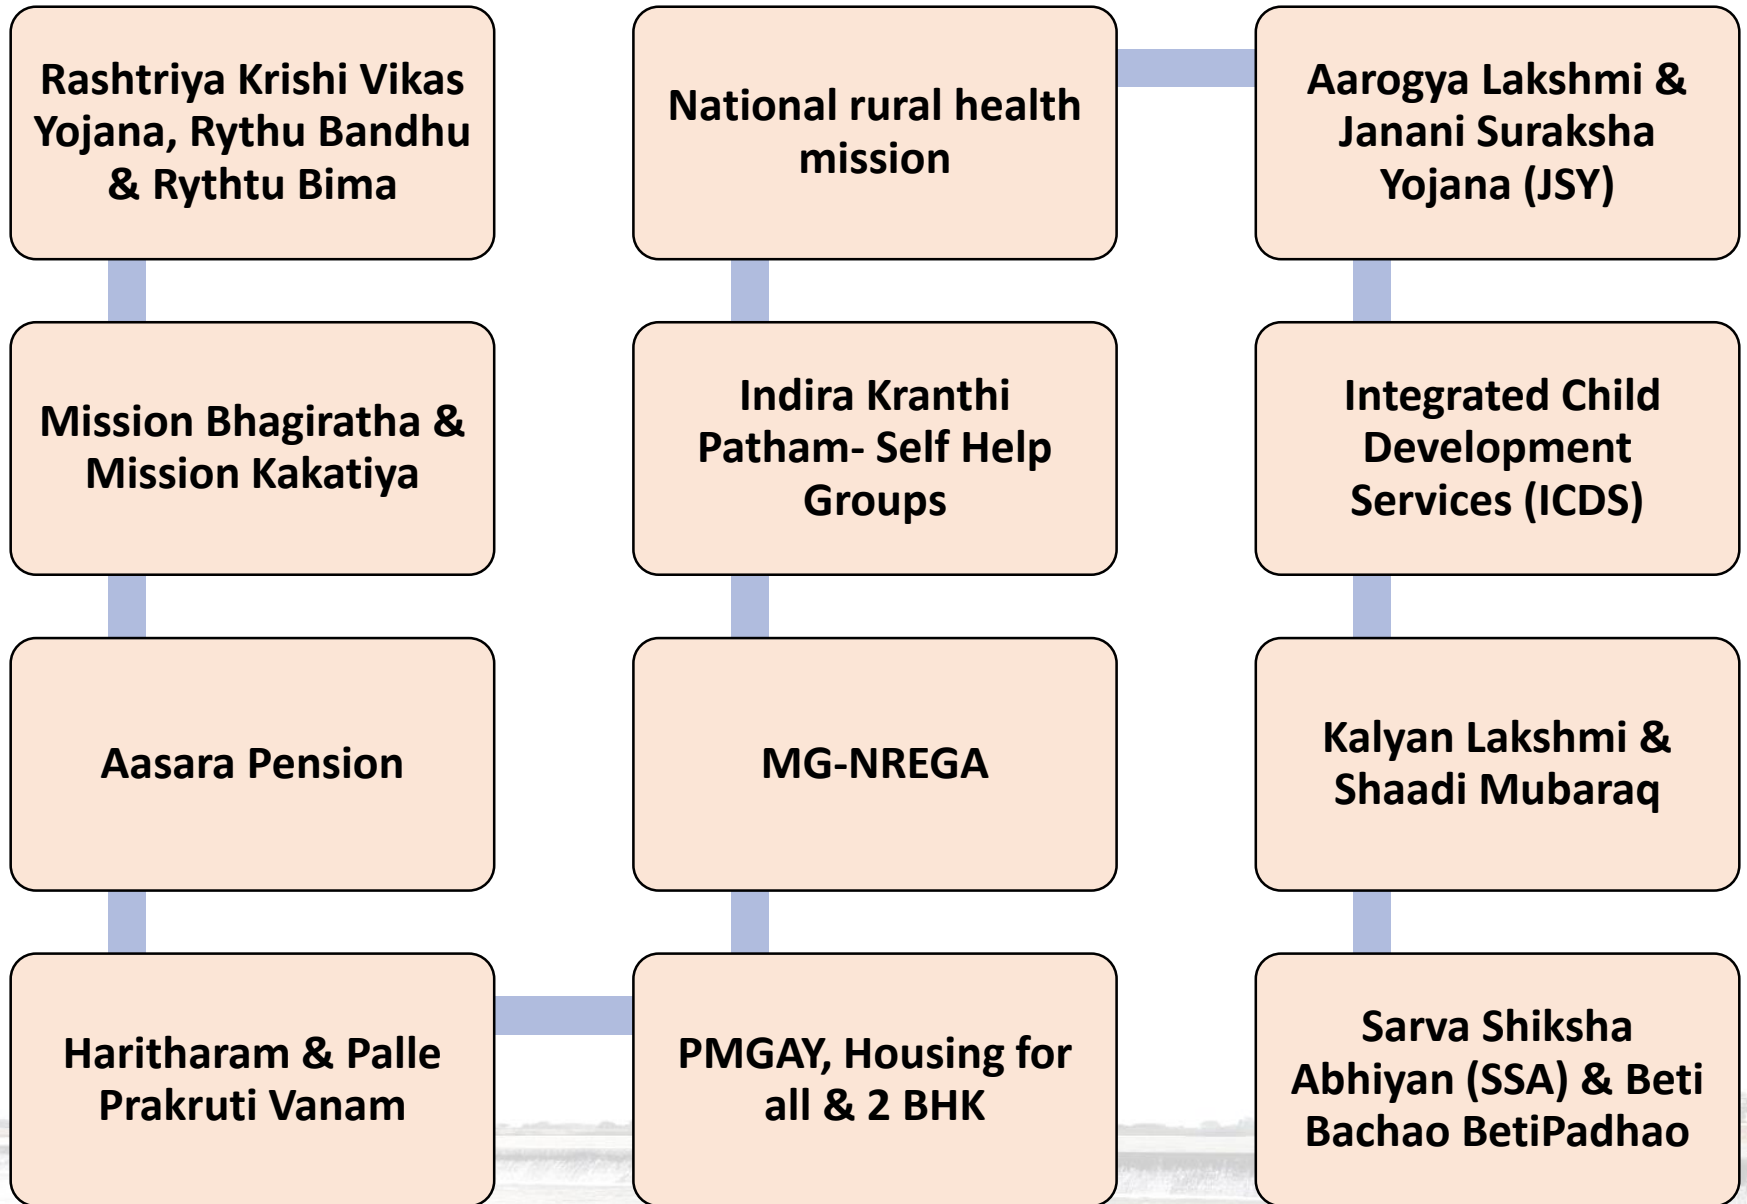 Rashtriya Krishi Vikas
Yojana, Rythu Bandhu
& Rythtu Bima
Mission Bhagiratha &
Mission Kakatiya
Aasara Pension
Haritharam & Palle
Prakruti Vanam
PMGAY, Housing for
all & 2 BHK
MG-NREGA
Indira Kranthi
Patham- Self Help
Groups
National rural health
mission
Aarogya Lakshmi &
Janani Suraksha
Yojana (JSY)
Integrated Child
Development
Services (ICDS)
Kalyan Lakshmi &
Shaadi Mubaraq
Sarva Shiksha
Abhiyan (SSA) & Beti
Bachao BetiPadhao